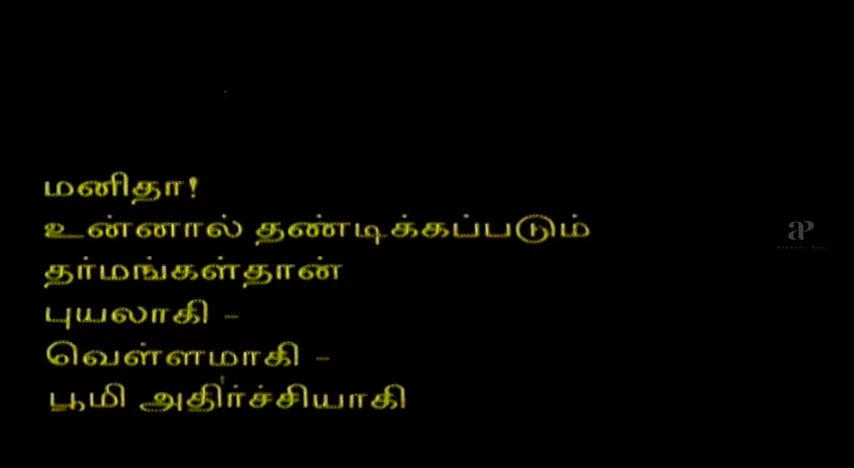 மனிதா!
உன்னால் தண்டிக்கப்படும்
தர்மங்கள்தான்
புயலாகி -
வெள்ளமாகி -
பூமி அதிர்ச்சியாகி